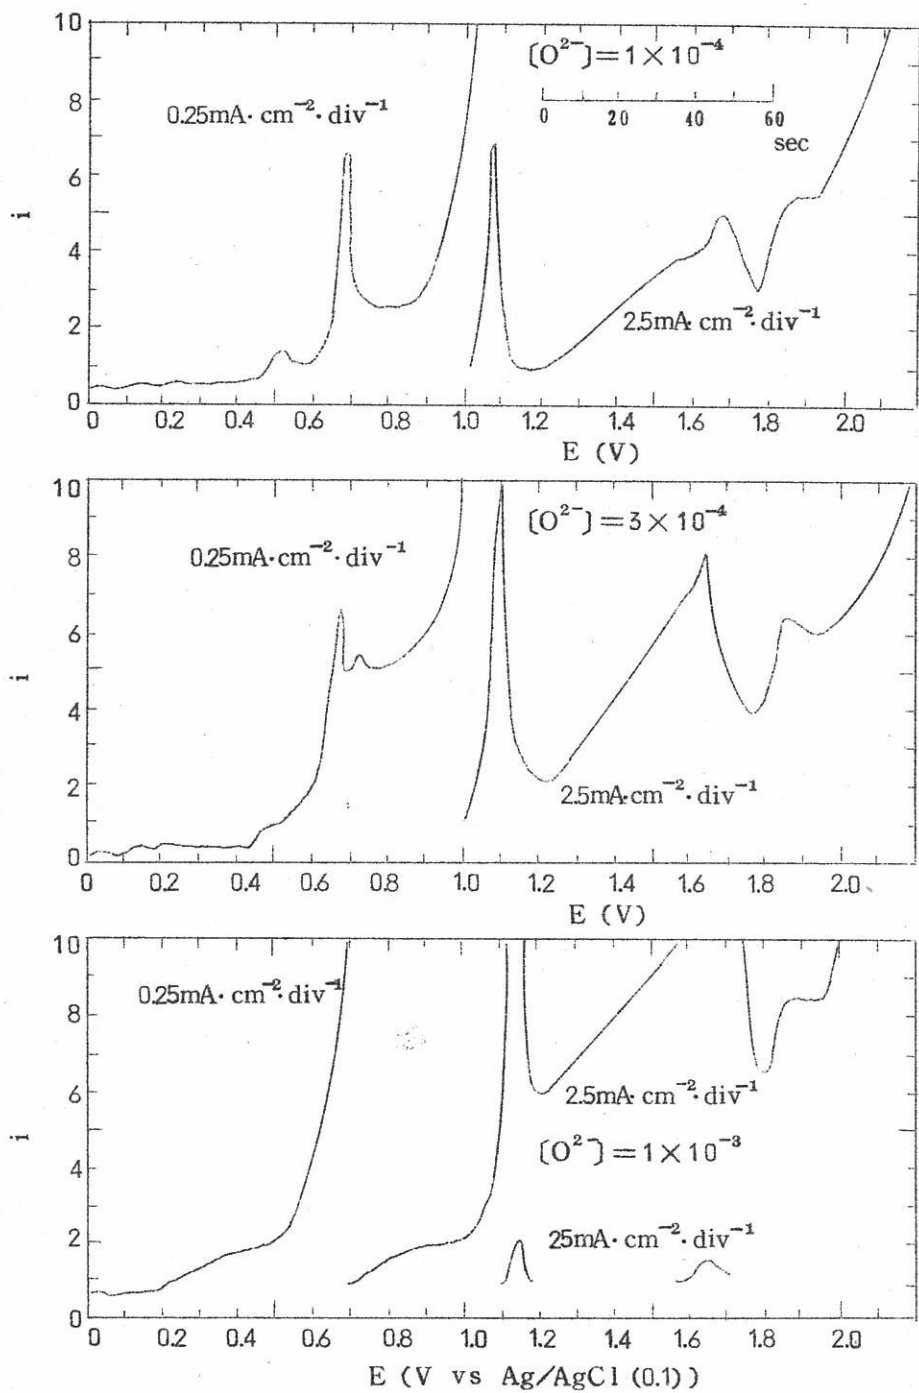 i
10
8
6
4
2
0
0.25mA· cm⁻²· div⁻¹
[O²⁻]=1×10⁻⁴
0 20 40 60
sec
2.5mA· cm⁻²· div⁻¹
0 0.2 0.4 0.6 0.8 1.0 1.2 1.4 1.6 1.8 2.0
E (V)
i
10
8
6
4
2
0
0.25mA·cm⁻²·div⁻¹
[O²⁻]=3×10⁻⁴
2.5mA·cm⁻²·div⁻¹
0 0.2 0.4 0.6 0.8 1.0 1.2 1.4 1.6 1.8 2.0
E (V)
i
10
8
6
4
2
0
0.25mA· cm⁻²· div⁻¹
2.5mA· cm⁻²· div⁻¹
[O²⁻]=1×10⁻³
25mA· cm⁻²· div⁻¹
0 0.2 0.4 0.6 0.8 1.0 1.2 1.4 1.6 1.8 2.0
E (V vs Ag/AgCl(0.1))